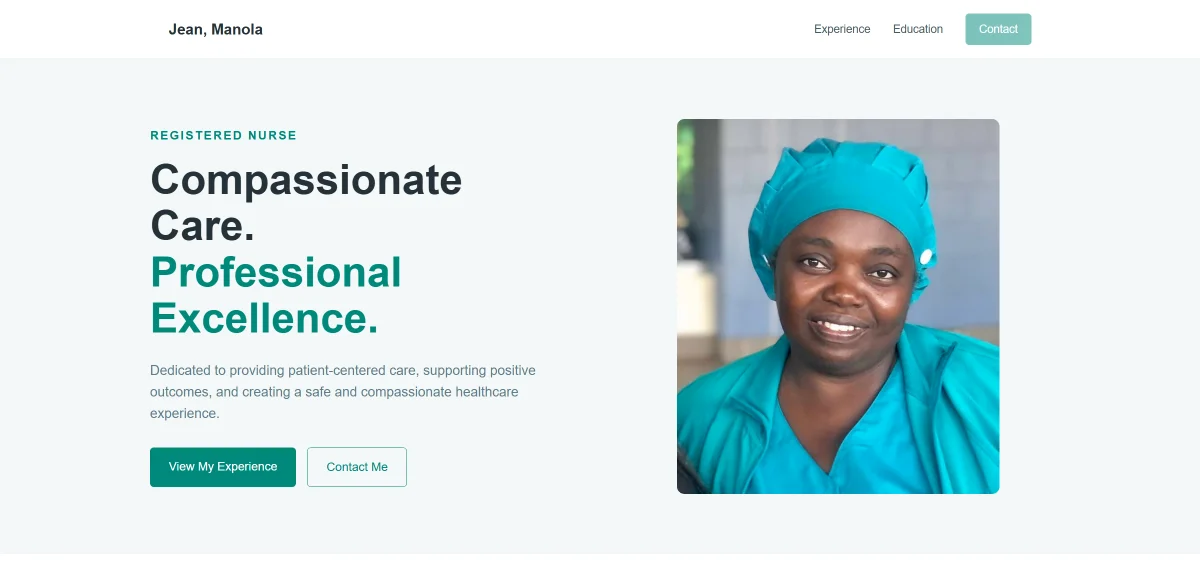 Jean, Manola
Experience
Education
Contact
REGISTERED NURSE
Compassionate
Care.
Professional
Excellence.
Dedicated to providing patient-centered care, supporting positive
outcomes, and creating a safe and compassionate healthcare
experience.
View My Experience
Contact Me